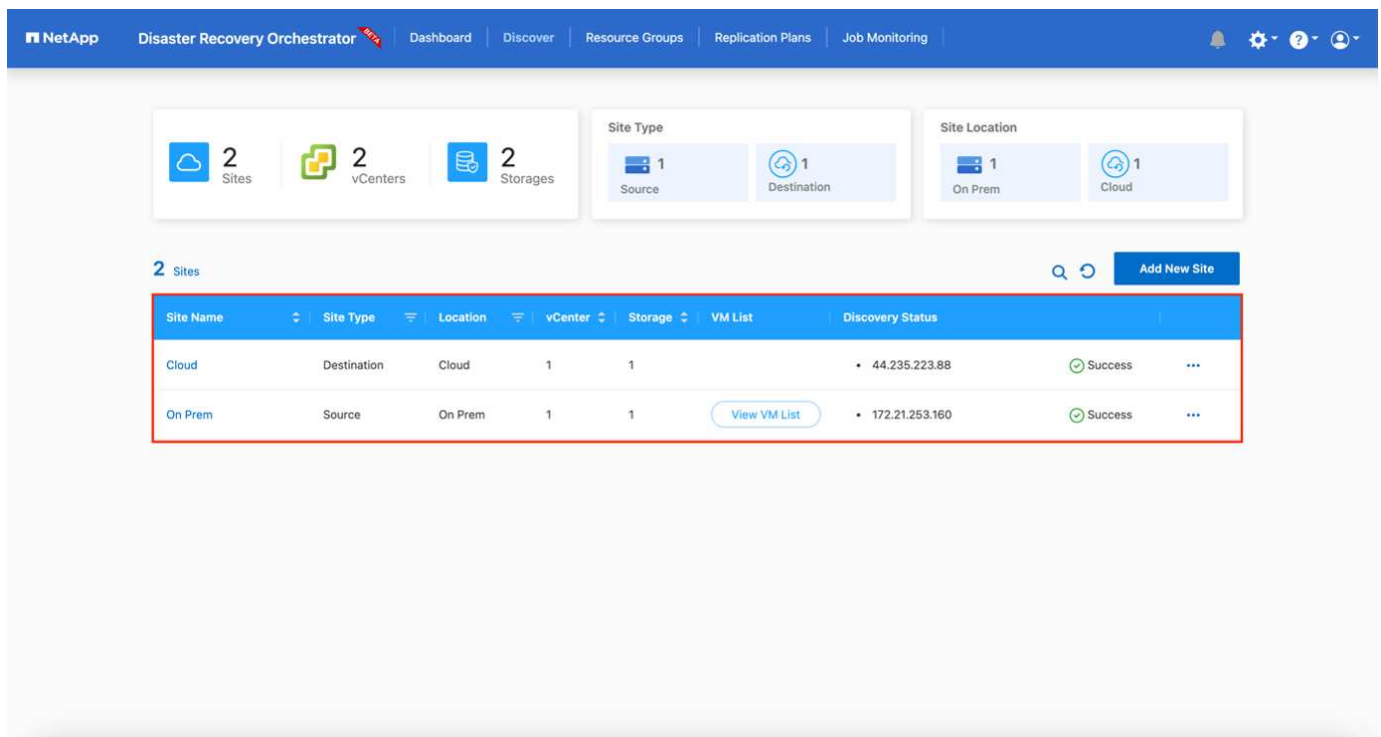 NetApp Disaster Recovery Orchestrator BETA Dashboard Discover Resource Groups Replication Plans Job Monitoring
2 Sites
2 vCenters
2 Storages
Site Type
1 Source
1 Destination
Site Location
1 On Prem
1 Cloud
2 Sites
Add New Site
Site Name Site Type Location vCenter Storage VM List Discovery Status
Cloud Destination Cloud 1 1 • 44.235.223.88 Success ...
On Prem Source On Prem 1 1 View VM List • 172.21.253.160 Success ...